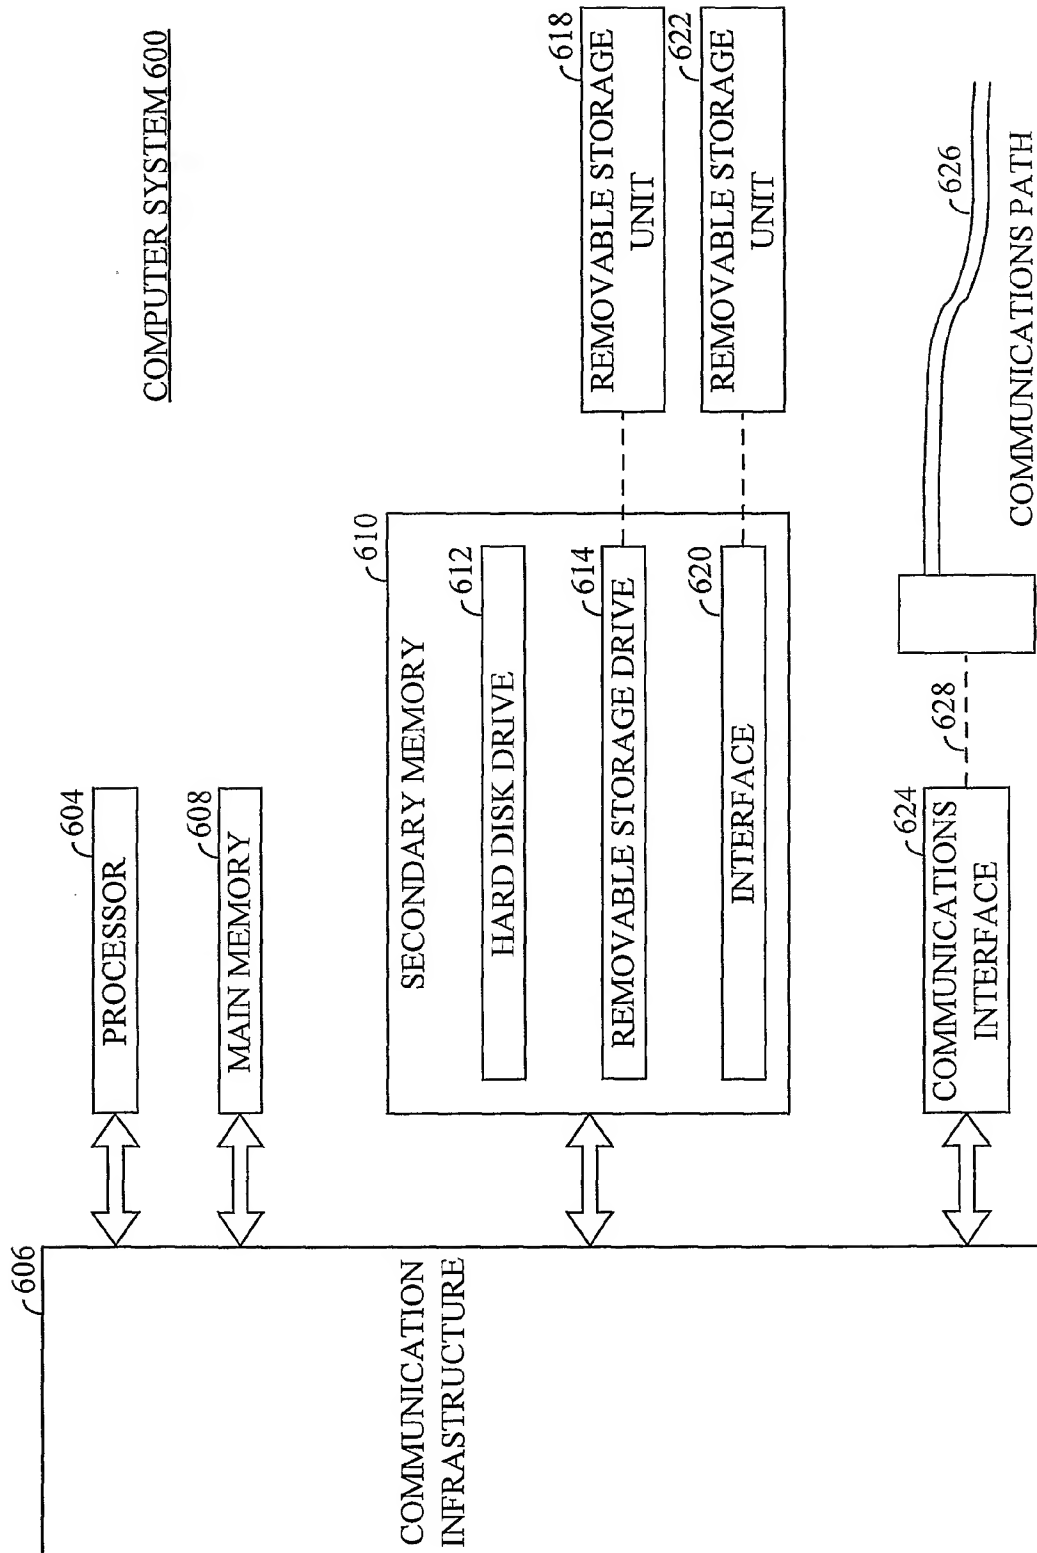 COMPUTER SYSTEM 600
606
COMMUNICATION
INFRASTRUCTURE
604
PROCESSOR
608
MAIN MEMORY
610
SECONDARY MEMORY
612
HARD DISK DRIVE
614
REMOVABLE STORAGE DRIVE
618
REMOVABLE STORAGE
UNIT
620
INTERFACE
622
REMOVABLE STORAGE
UNIT
624
COMMUNICATIONS
INTERFACE
628
626
COMMUNICATIONS PATH